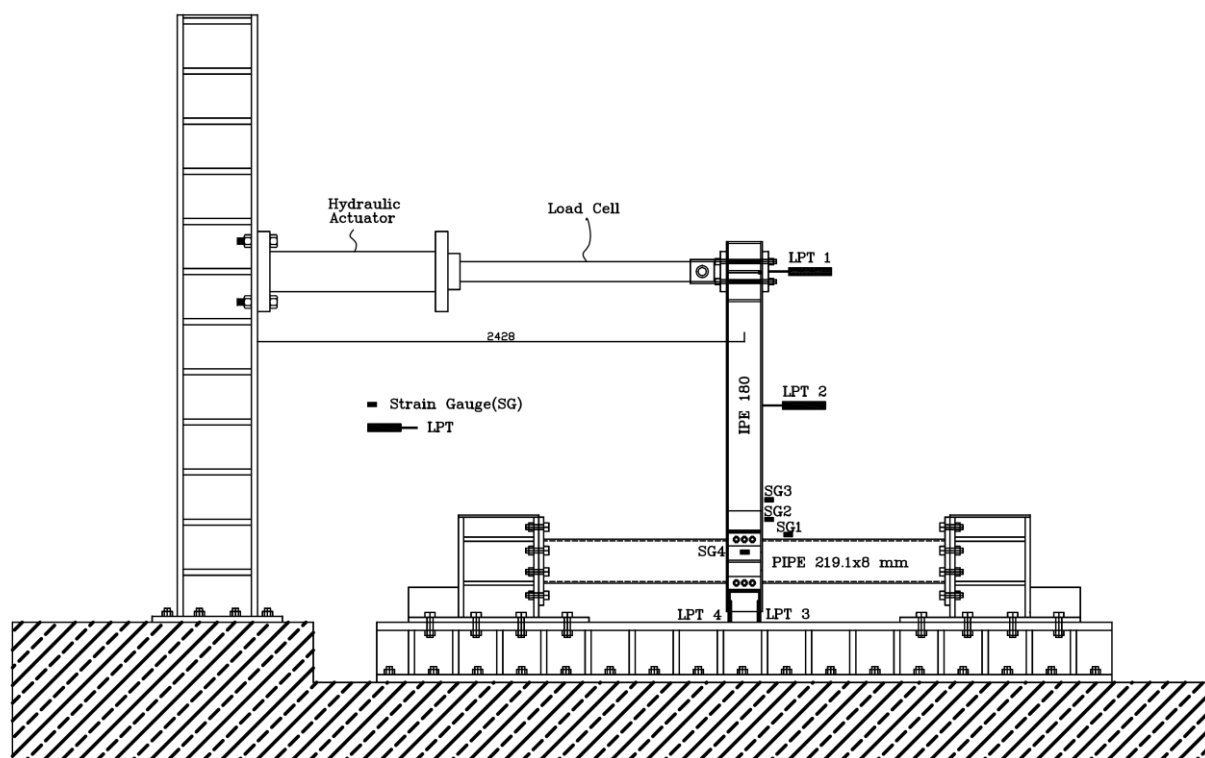 Hydraulic
Actuator
Load Cell
LPT 1
2428
IPE 180
LPT 2
Strain Gauge(SG)
LPT
SG3
SG2
SG1
SG4
PIPE 219.1x8 mm
LPT 4
LPT 3